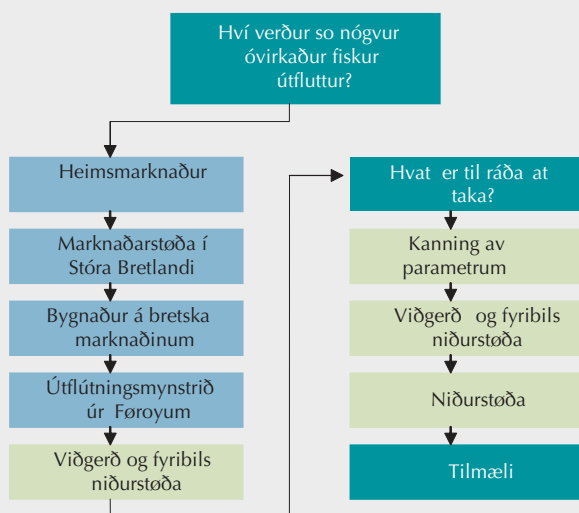 Hví verður so nógvur
óvirkaður fiskur
útfluttur?
Heimsmarknaður
Marknaðarstøða í
Stóra Bretlandi
Bygnaður á bretska
marknaðinum
Útflútningsmynstrið
úr Føroyum
Viðgerð og fyribils
niðurstøða
Hvat er til ráða at
taka?
Kanning av
parametrum
Viðgerð og fyribils
niðurstøða
Niðurstøða
Tilmæli